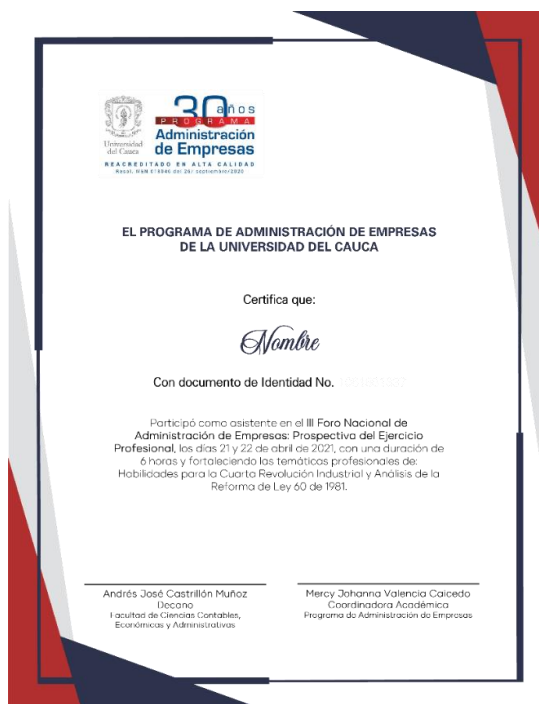 30 años
PROGRAMA
Administración
de Empresas
Universidad
del Cauca
REACREDITADO EN ALTA CALIDAD
EL PROGRAMA DE ADMINISTRACIÓN DE EMPRESAS
DE LA UNIVERSIDAD DEL CAUCA
Certifica que:
Nombre
Con documento de Identidad No.
Participó como asistente en el III Foro Nacional de
Administración de Empresas: Prospectiva del Ejercicio
Profesional, los días 21 y 22 de abril de 2021, con una duración de
6 horas y fortaleciendo las temáticas profesionales de:
Habilidades para la Cuarta Revolución Industrial y Análisis de la
Reforma de Ley 60 de 1981.
Andrés José Castrillón Muñoz
Decano
Facultad de Ciencias Contables,
Económicas y Administrativas
Mercy Johanna Valencia Caicedo
Coordinadora Académica
Programa de Administración de Empresas